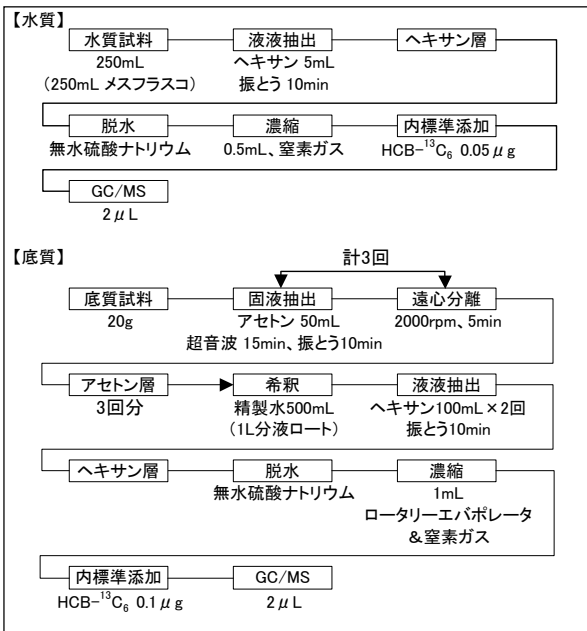 【水質】
水質試料 液液抽出 ヘキサン層
250mL ヘキサン 5mL
(250mL メスフラスコ) 振とう 10min
脱水 濃縮 内標準添加
無水硫酸ナトリウム 0.5mL、窒素ガス HCB-¹³C₆ 0.05μg
GC/MS
2μL
【底質】
計3回
底質試料 固液抽出 遠心分離
20g アセトン 50mL 2000rpm、5min
超音波 15min、振とう10min
アセトン層 希釈 液液抽出
3回分 精製水500mL ヘキサン100mL×2回
(1L分液ロート) 振とう10min
ヘキサン層 脱水 濃縮
無水硫酸ナトリウム 1mL
ロータリーエバポレータ
&窒素ガス
内標準添加 GC/MS
HCB-¹³C₆ 0.1μg 2μL